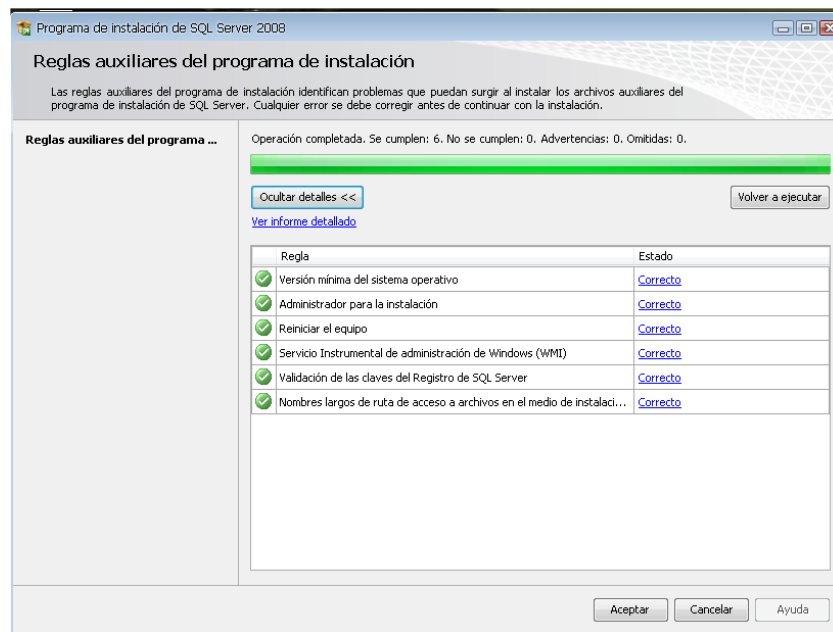 Programa de instalación de SQL Server 2008
Reglas auxiliares del programa de instalación
Las reglas auxiliares del programa de instalación identifican problemas que puedan surgir al instalar los archivos auxiliares del
programa de instalación de SQL Server. Cualquier error se debe corregir antes de continuar con la instalación.
Reglas auxiliares del programa ...
Operación completada. Se cumplen: 6. No se cumplen: 0. Advertencias: 0. Omitidas: 0.
Ocultar detalles <<
Volver a ejecutar
Ver informe detallado
Regla Estado
Versión mínima del sistema operativo Correcto
Administrador para la instalación Correcto
Reiniciar el equipo Correcto
Servicio Instrumental de administración de Windows (WMI) Correcto
Validación de las claves del Registro de SQL Server Correcto
Nombres largos de ruta de acceso a archivos en el medio de instalaci... Correcto
Aceptar Cancelar Ayuda